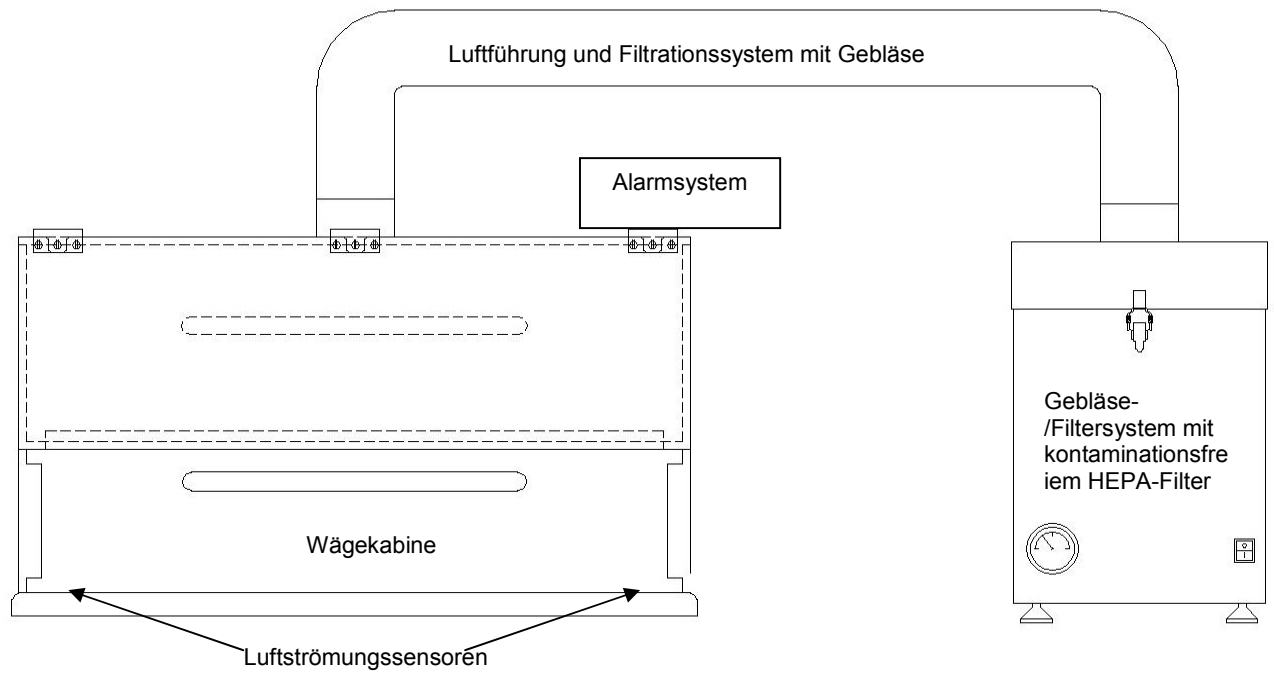 Luftführung und Filtrationssystem mit Gebläse
Alarmsystem
Gebläse-
/Filtersystem mit
kontaminationsfre
iem HEPA-Filter
Wägekabine
Luftströmungssensoren